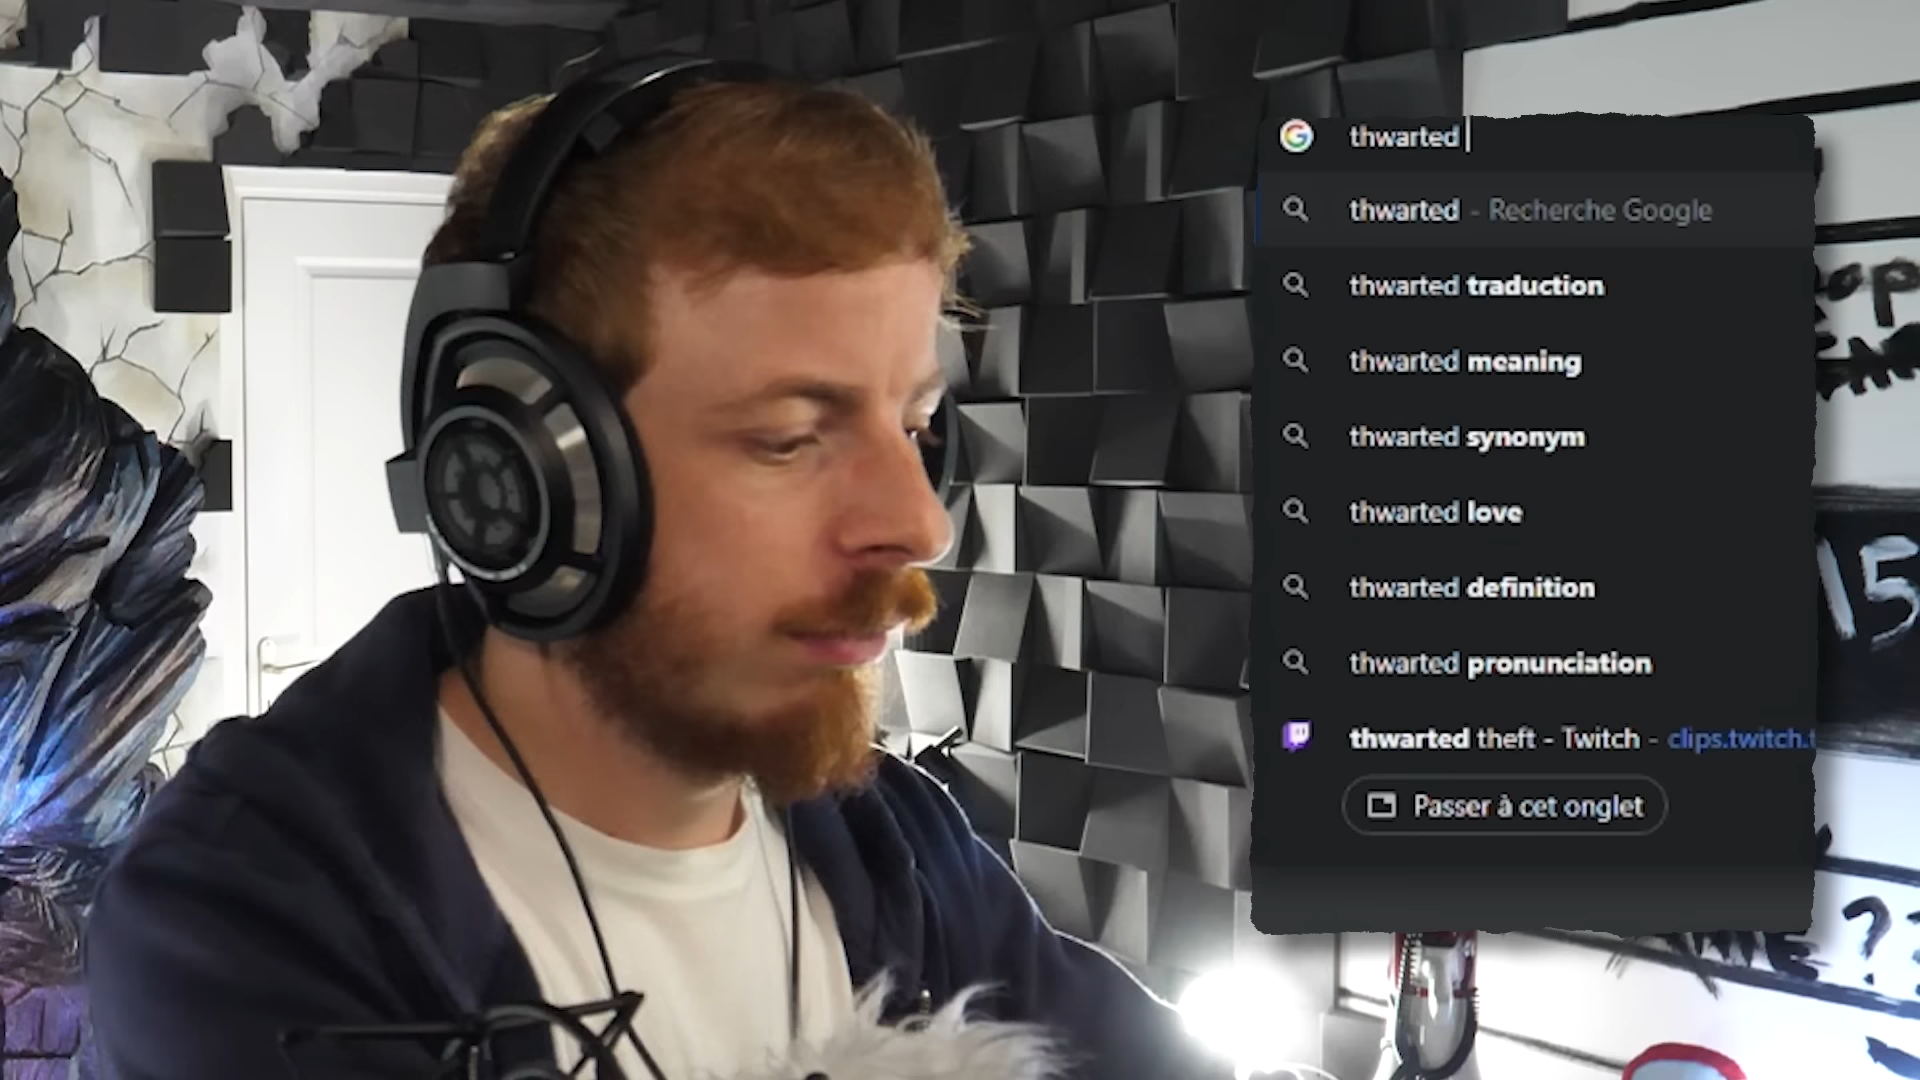 thwarted
thwarted - Recherche Google
thwarted traduction
thwarted meaning
thwarted synonym
thwarted love
thwarted definition
thwarted pronunciation
thwarted theft - Twitch - clips.twitch.t
Passer à cet onglet
15
??